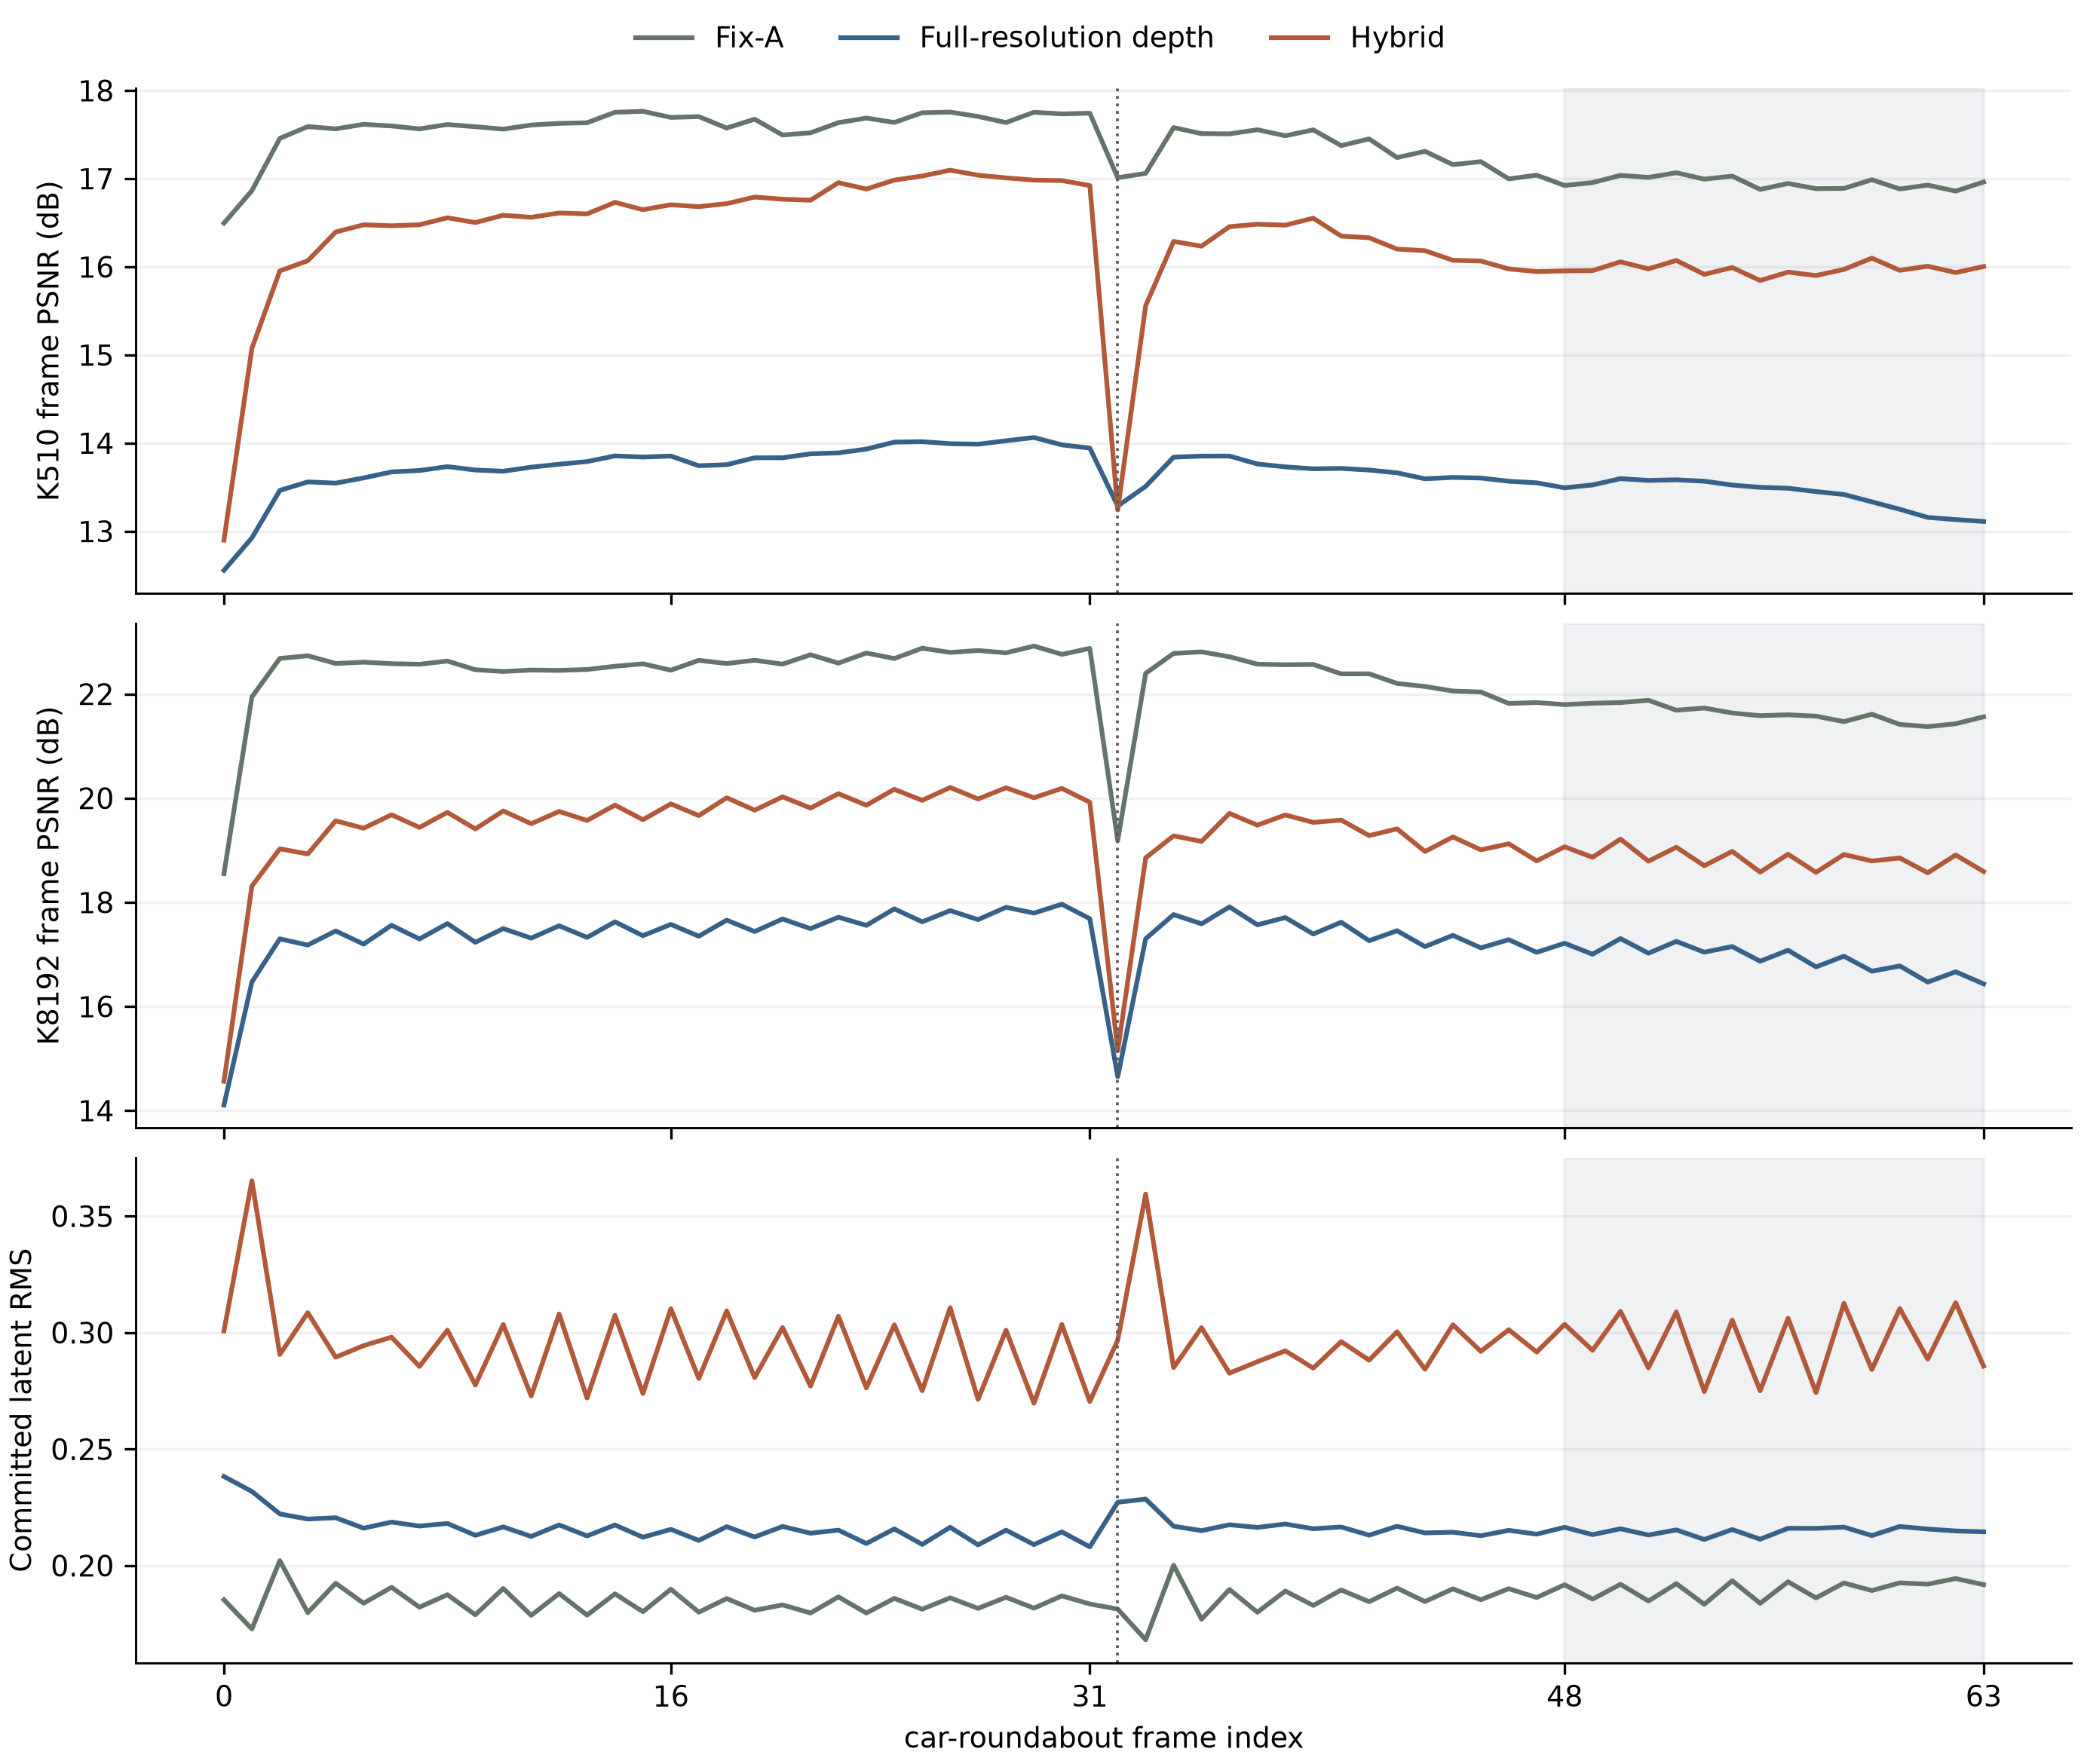 Fix-A Full-resolution depth Hybrid
K510 frame PSNR (dB)
18
17
16
15
14
13
K8192 frame PSNR (dB)
22
20
18
16
14
Committed latent RMS
0.35
0.30
0.25
0.20
0 16 31 48 63
car-roundabout frame index